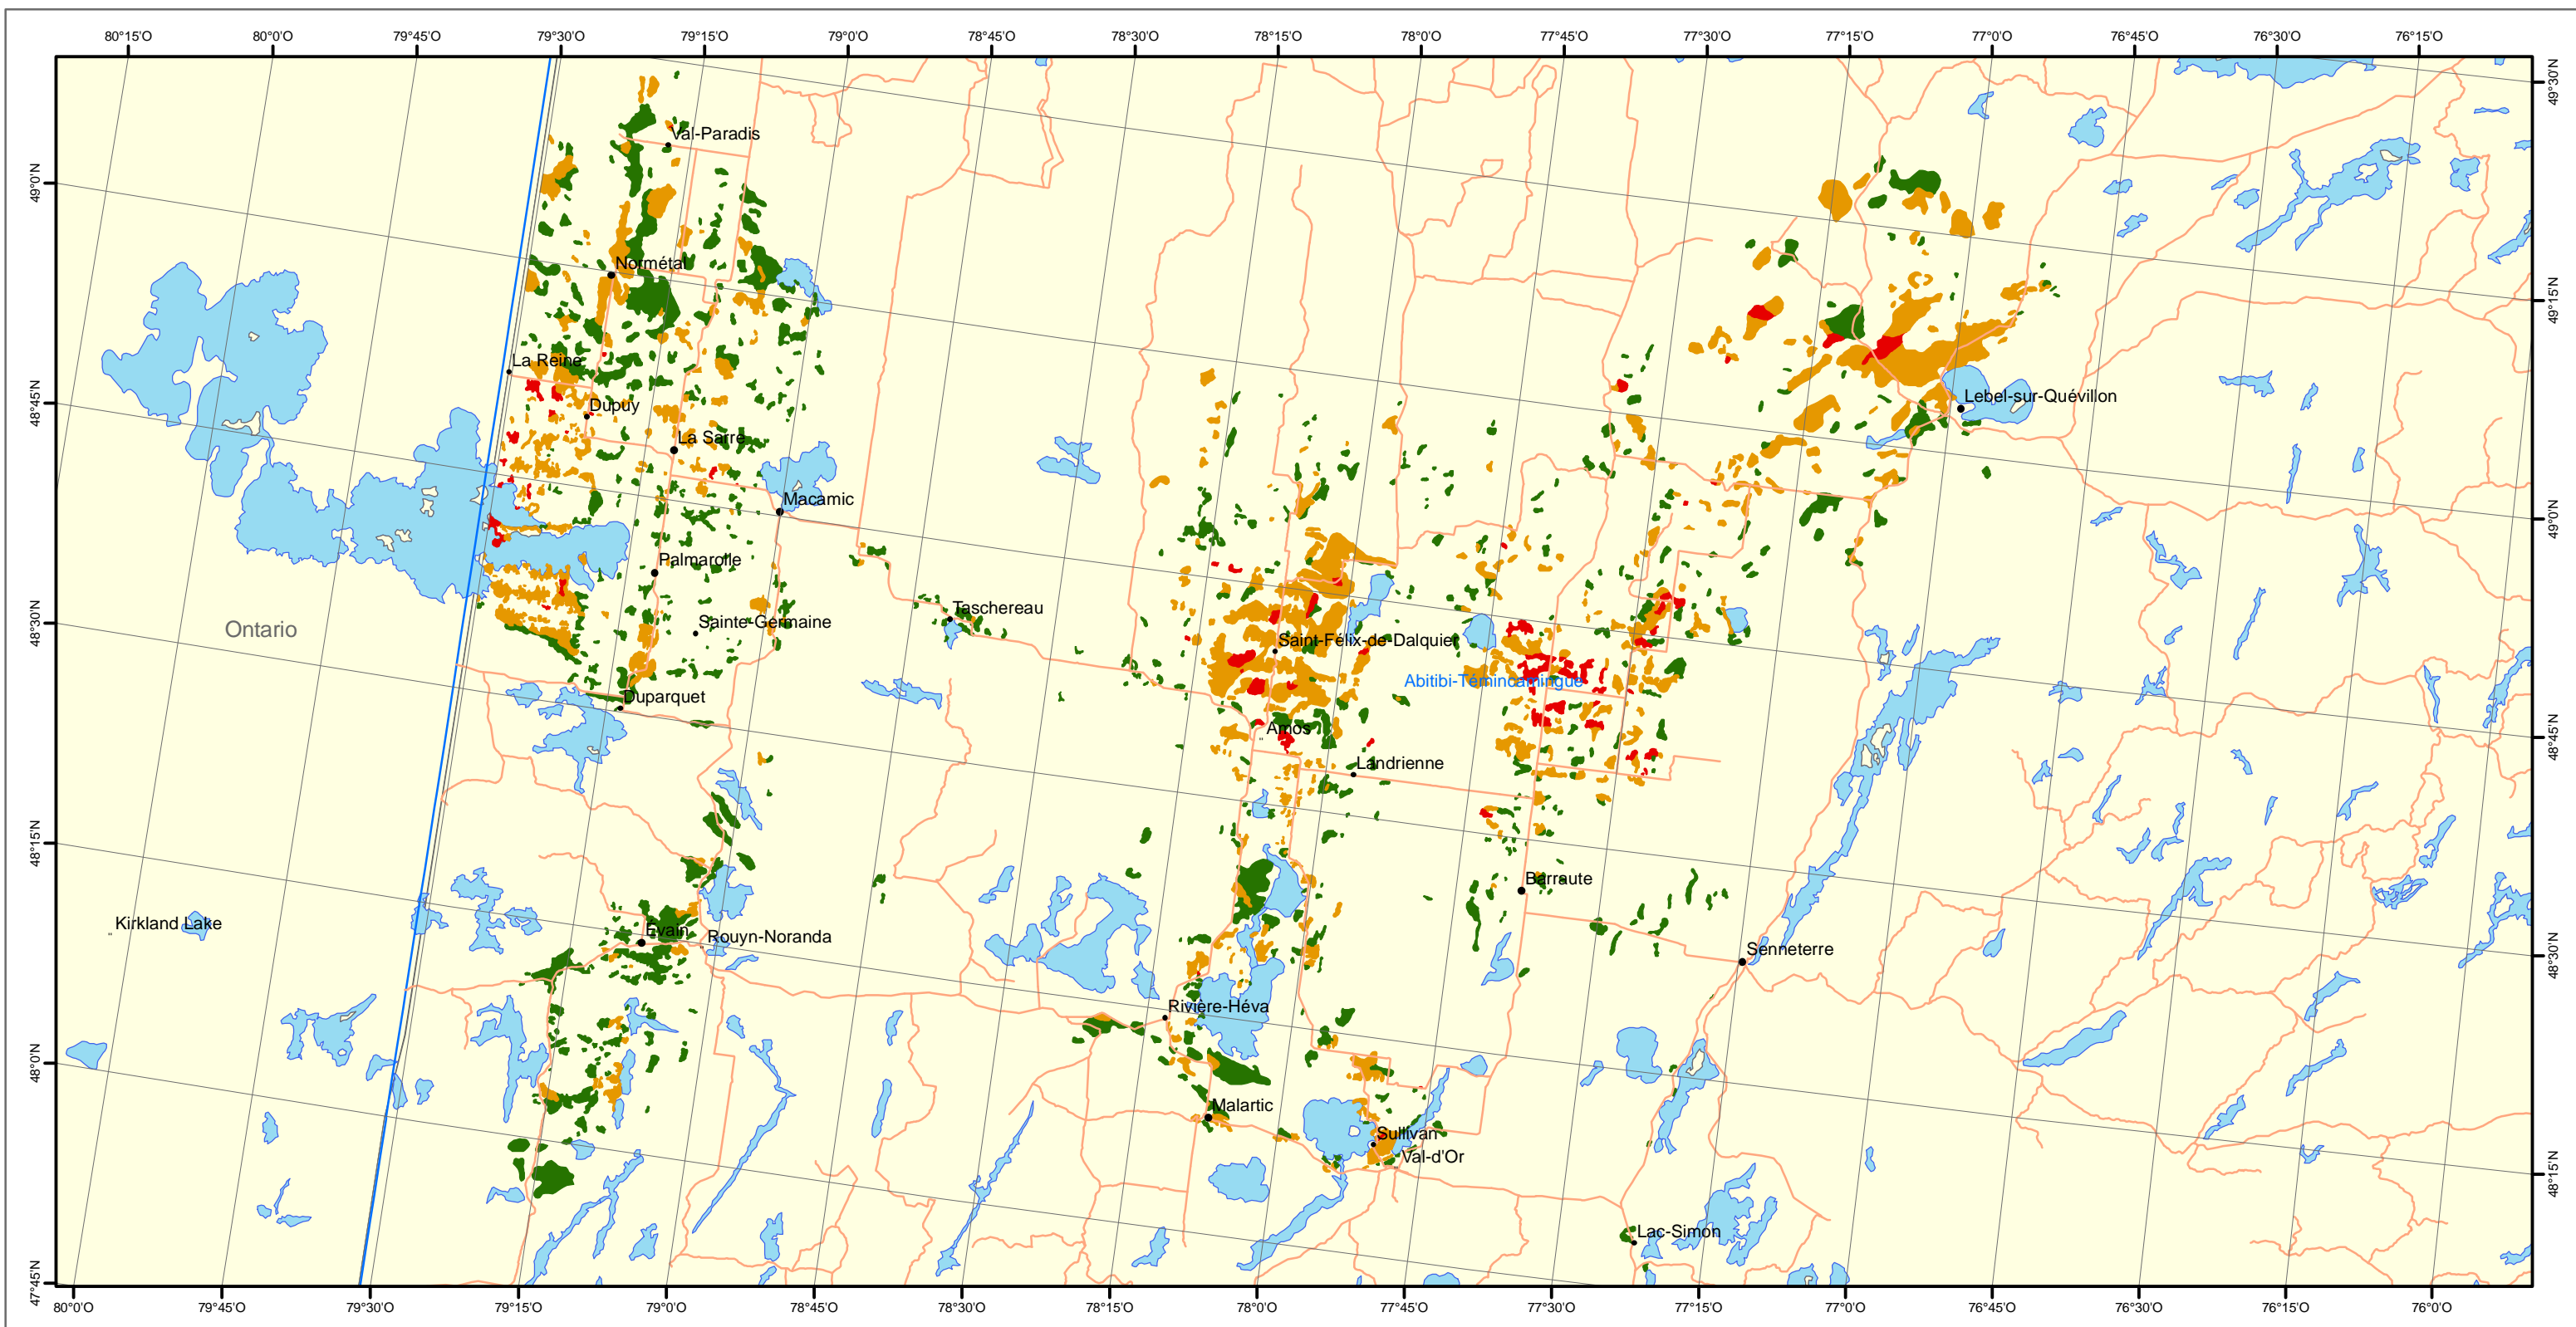 80°15'O 80°0'O 79°45'O 79°30'O 79°15'O 79°0'O 78°45'O 78°30'O 78°15'O 78°0'O 77°45'O 77°30'O 77°15'O 77°0'O 76°45'O 76°30'O 76°15'O
49°30'N
Val-Paradis
49°0'N
Normétal
49°15'N
La Reine
Lebel-sur-Quévillon
48°45'N
Dupuy
La Sarre
Macamic
49°0'N
Palmarolle
Taschereau
Sainte-Germaine
48°30'N
Ontario
Saint-Félix-de-Dalquier
Abitibi-Témincamingue
Duparquet
Amos
48°45'N
Landrienne
48°15'N
Barraute
Kirkland Lake
Évain
Rouyn-Noranda
Senneterre
48°30'N
Rivière-Héva
48°0'N
Malartic
Sullivan
Val-d'Or
48°15'N
Lac-Simon
47°45'N
80°0'O 79°45'O 79°30'O 79°15'O 79°0'O 78°45'O 78°30'O 78°15'O 78°0'O 77°45'O 77°30'O 77°15'O 77°0'O 76°45'O 76°30'O 76°15'O 76°0'O